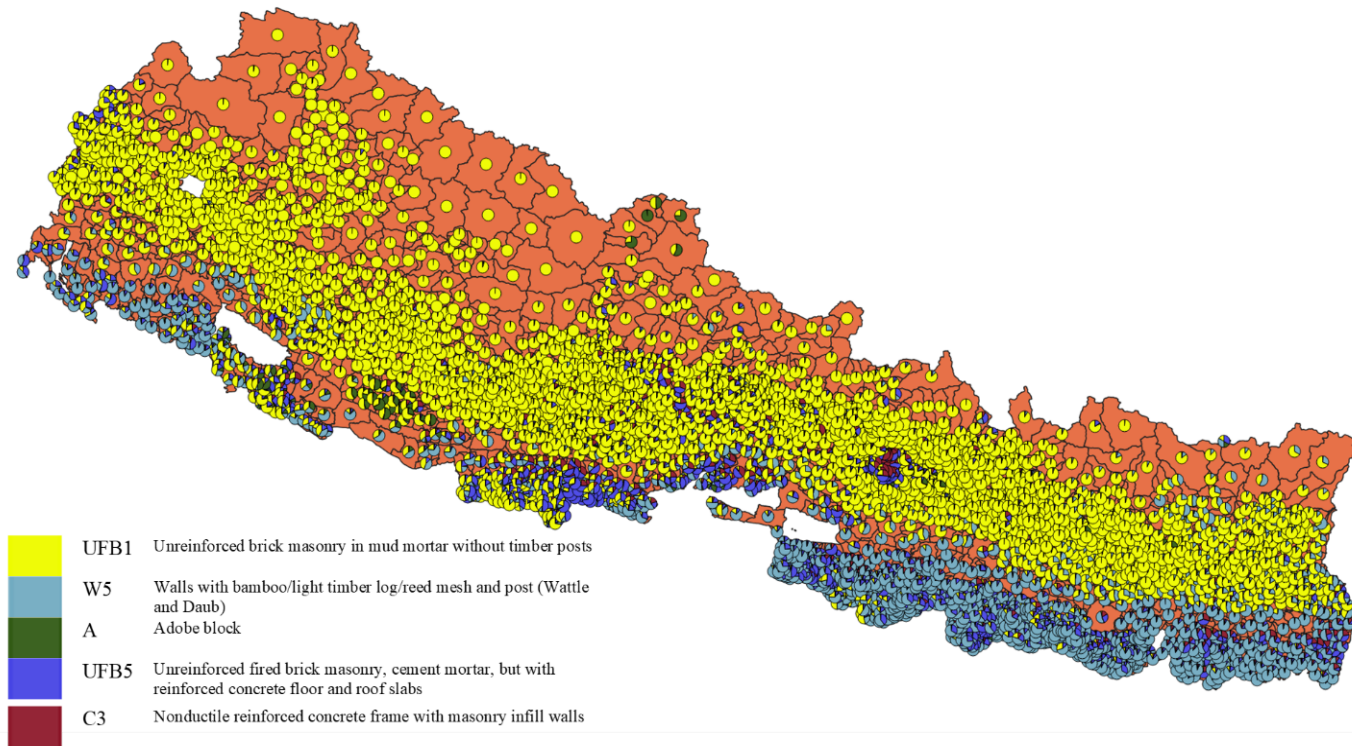 UFB1 Unreinforced brick masonry in mud mortar without timber posts
W5 Walls with bamboo/light timber log/reed mesh and post (Wattle
and Daub)
A Adobe block
UFB5 Unreinforced fired brick masonry, cement mortar, but with
reinforced concrete floor and roof slabs
C3 Nonductile reinforced concrete frame with masonry infill walls